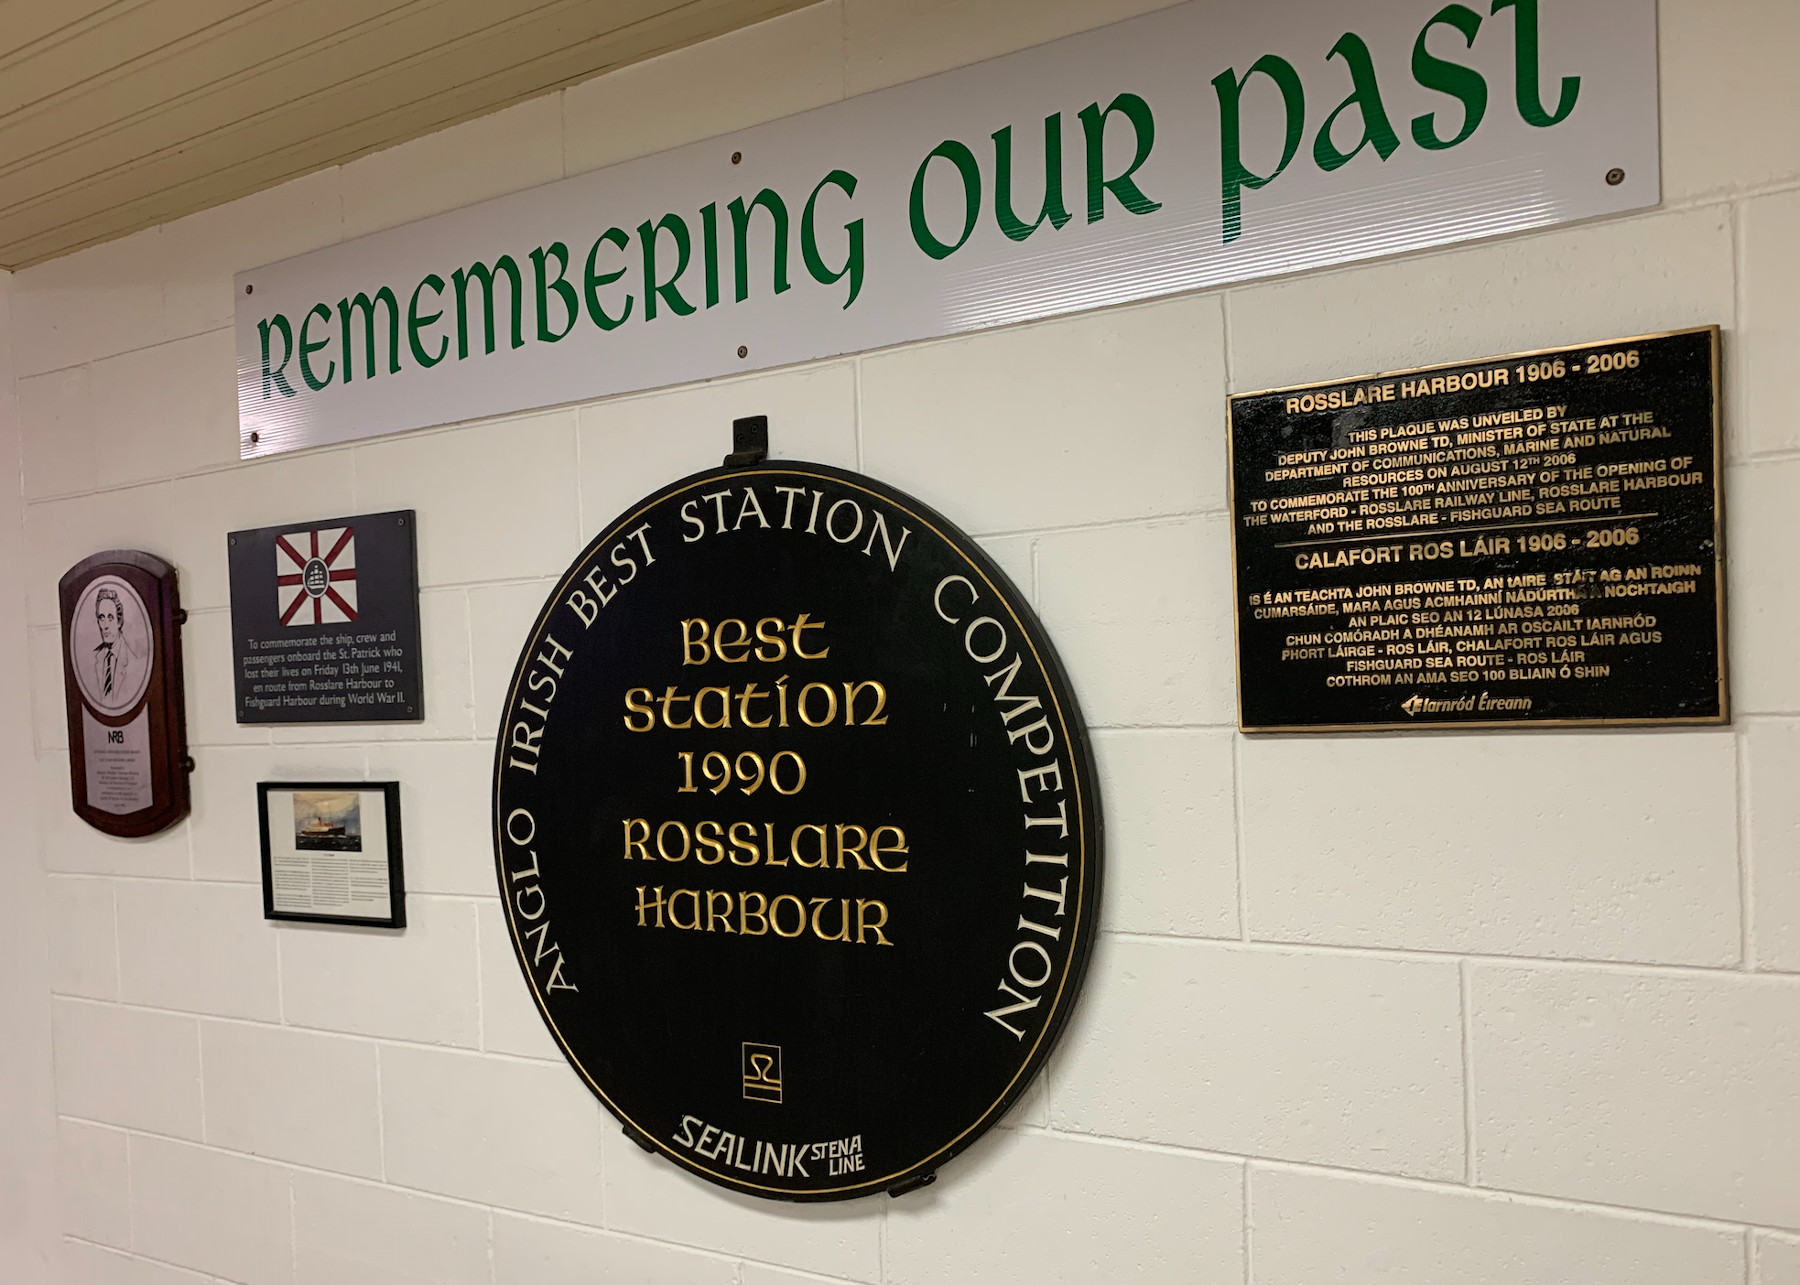 REMEMBERING OUR PAST
NRB
To commemorate the ship, crew and
passengers onboard the St. Patrick who
lost their lives on Friday 13th June 1941,
en route from Rosslare Harbour to
Fishguard Harbour during World War II.
ANGLO IRISH BEST STATION COMPETITION
Best
Station
1990
Rosslare
Harbour
SEALINK STENA LINE
ROSSLARE HARBOUR 1906 - 2006
THIS PLAQUE WAS UNVEILED BY
DEPUTY JOHN BROWNE TD, MINISTER OF STATE AT THE
DEPARTMENT OF COMMUNICATIONS, MARINE AND NATURAL
RESOURCES ON AUGUST 12TH 2006
TO COMMEMORATE THE 100TH ANNIVERSARY OF THE OPENING OF
THE WATERFORD - ROSSLARE RAILWAY LINE, ROSSLARE HARBOUR
AND THE ROSSLARE - FISHGUARD SEA ROUTE
CALAFORT ROS LÁIR 1906 - 2006
IS É AN TEACHTA JOHN BROWNE TD, AN tAIRE STÁIT AG AN ROINN
CUMARSÁIDE, MARA AGUS ACMHAINNÍ NÁDÚRTHA A NOCHTAIGH
AN PLAIC SEO AN 12 LÚNASA 2006
CHUN COMÓRADH A DHÉANAMH AR OSCAILT IARNRÓD
PHORT LÁIRGE - ROS LÁIR, CHALAFORT ROS LÁIR AGUS
FISHGUARD SEA ROUTE - ROS LÁIR
COTHROM AN AMA SEO 100 BLIAIN Ó SHIN
Iarnród Éireann